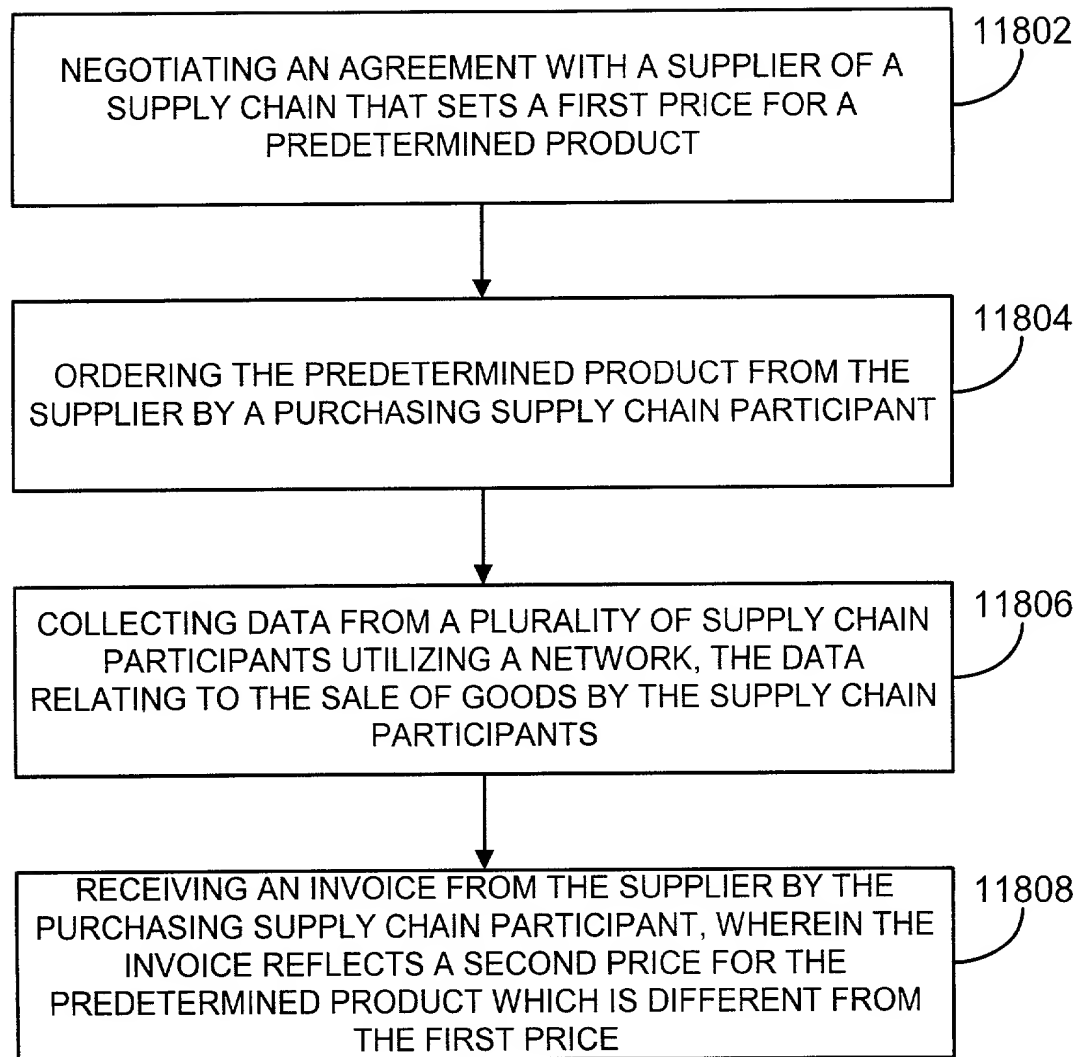 11802
NEGOTIATING AN AGREEMENT WITH A SUPPLIER OF A
SUPPLY CHAIN THAT SETS A FIRST PRICE FOR A
PREDETERMINED PRODUCT
11804
ORDERING THE PREDETERMINED PRODUCT FROM THE
SUPPLIER BY A PURCHASING SUPPLY CHAIN PARTICIPANT
11806
COLLECTING DATA FROM A PLURALITY OF SUPPLY CHAIN
PARTICIPANTS UTILIZING A NETWORK, THE DATA
RELATING TO THE SALE OF GOODS BY THE SUPPLY CHAIN
PARTICIPANTS
11808
RECEIVING AN INVOICE FROM THE SUPPLIER BY THE
PURCHASING SUPPLY CHAIN PARTICIPANT, WHEREIN THE
INVOICE REFLECTS A SECOND PRICE FOR THE
PREDETERMINED PRODUCT WHICH IS DIFFERENT FROM
THE FIRST PRICE